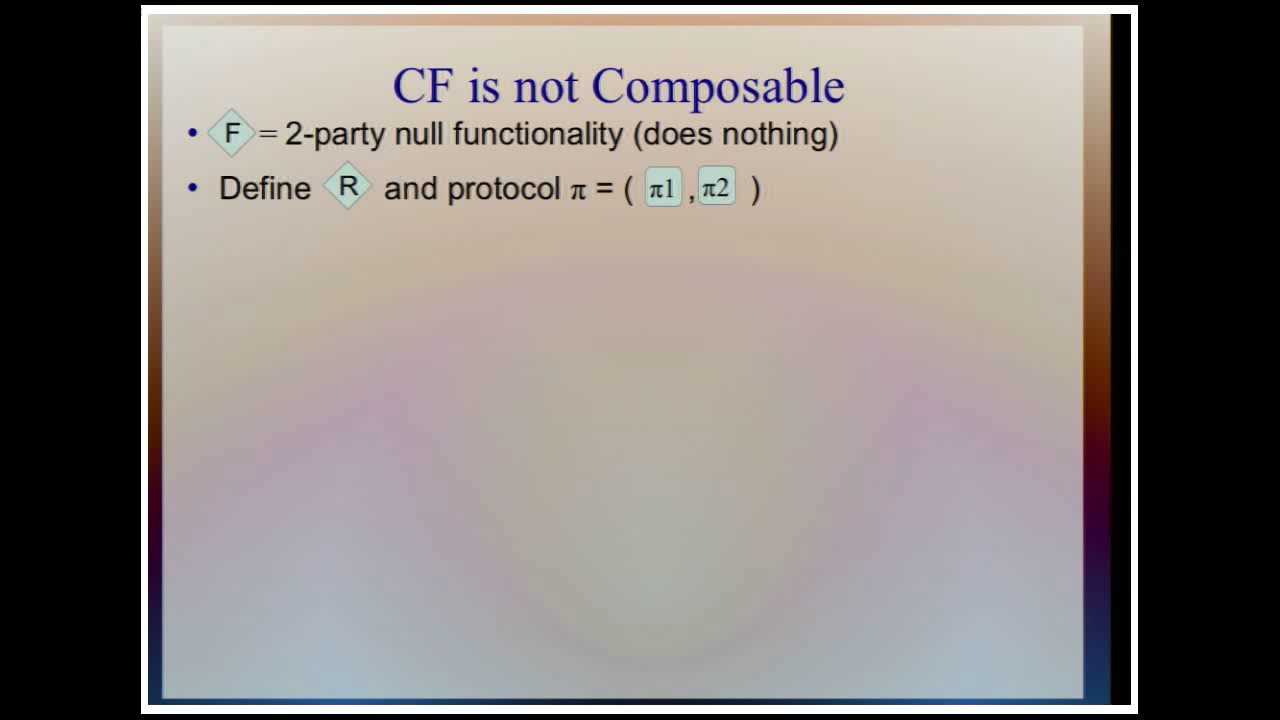 CF is not Composable
• F = 2-party null functionality (does nothing)
• Define R and protocol π = ( π1 , π2 )